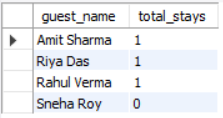 guest_name total_stays
Amit Sharma 1
Riya Das 1
Rahul Verma 1
Sneha Roy 0